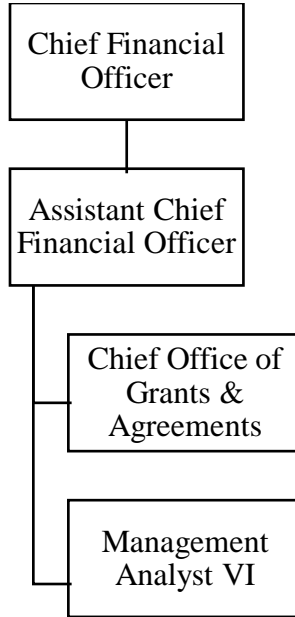 Chief Financial
Officer
Assistant Chief
Financial Officer
Chief Office of
Grants &
Agreements
Management
Analyst VI